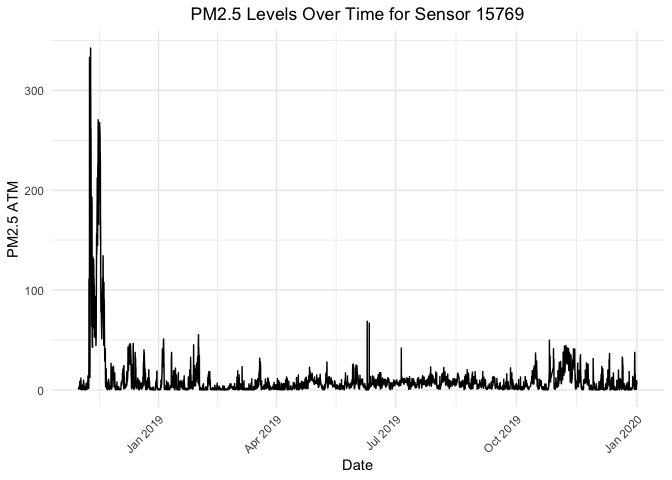 PM2.5 Levels Over Time for Sensor 15769
300
200
100
0
PM2.5 ATM
Jan 2019
Apr 2019
Jul 2019
Oct 2019
Jan 2020
Date